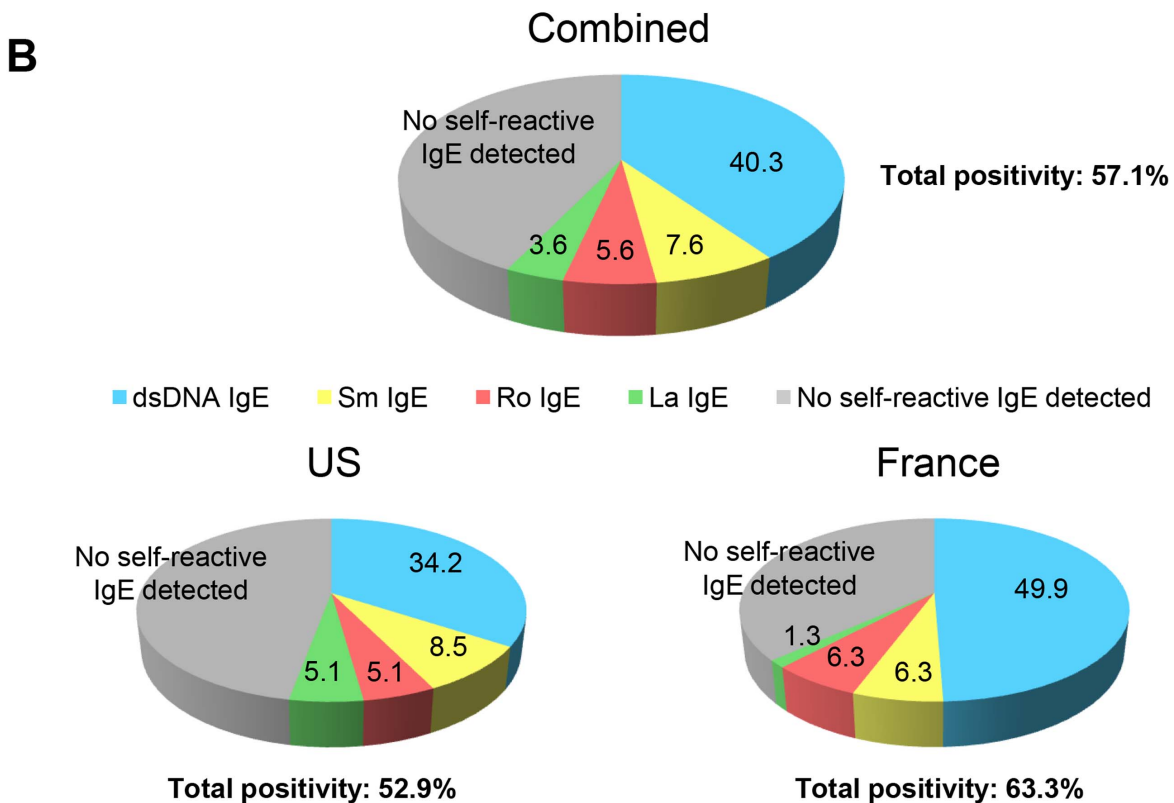 B
Combined
No self-reactive
IgE detected
40.3
Total positivity: 57.1%
3.6
5.6
7.6
dsDNA IgE Sm IgE Ro IgE La IgE No self-reactive IgE detected
US
No self-reactive
IgE detected
34.2
8.5
5.1
5.1
Total positivity: 52.9%
France
No self-reactive
IgE detected
49.9
1.3
6.3
6.3
Total positivity: 63.3%